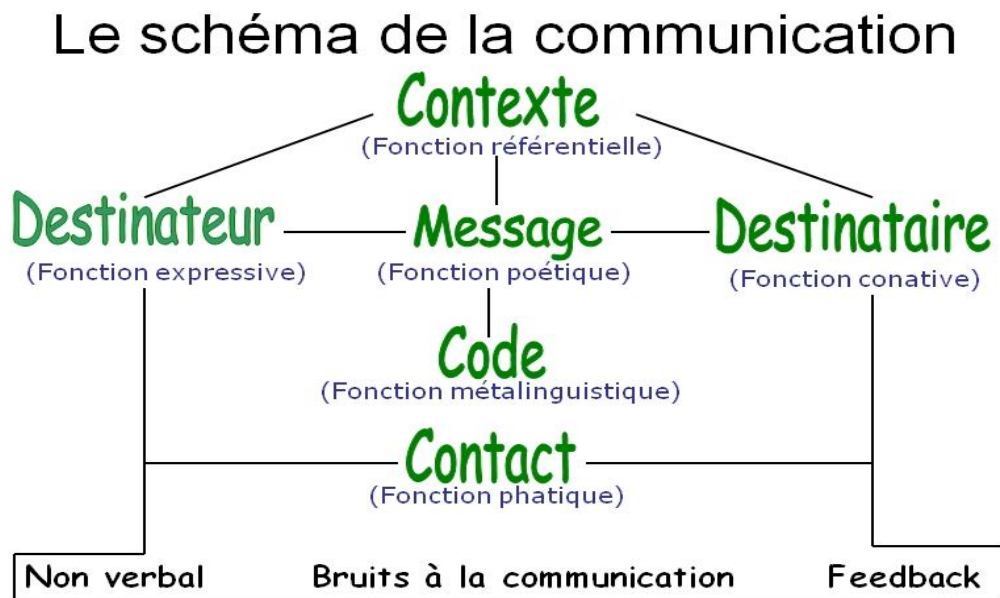 Le schéma de la communication
Contexte
(Fonction référentielle)
Destinateur Message Destinataire
(Fonction expressive) (Fonction poétique) (Fonction conative)
Code
(Fonction métalinguistique)
Contact
(Fonction phatique)
Non verbal Bruits à la communication Feedback